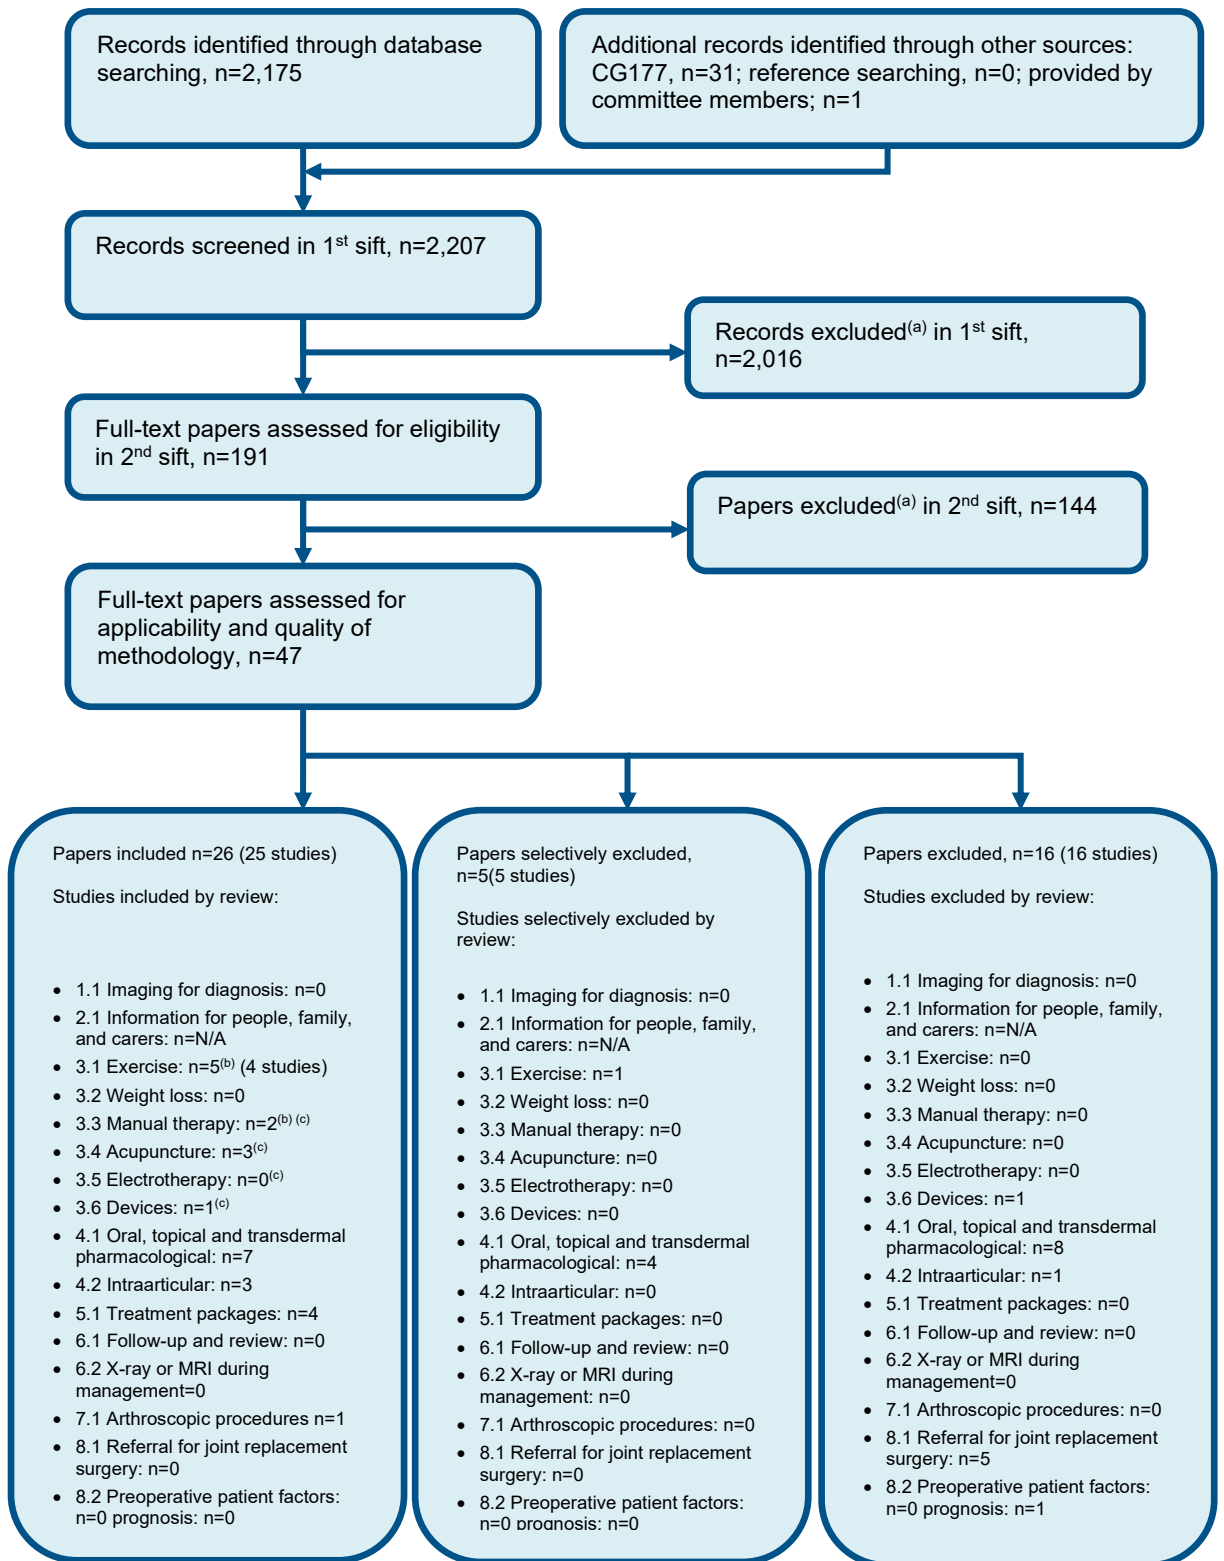 Records identified through database
searching, n=2,175
Additional records identified through other sources:
CG177, n=31; reference searching, n=0; provided by
committee members; n=1
Records screened in 1st sift, n=2,207
Records excluded(a) in 1st sift,
n=2,016
Full-text papers assessed for eligibility
in 2nd sift, n=191
Papers excluded(a) in 2nd sift, n=144
Full-text papers assessed for
applicability and quality of
methodology, n=47
Papers included n=26 (25 studies)
Studies included by review:
• 1.1 Imaging for diagnosis: n=0
• 2.1 Information for people, family,
and carers: n=N/A
• 3.1 Exercise: n=5(b) (4 studies)
• 3.2 Weight loss: n=0
• 3.3 Manual therapy: n=2(b) (c)
• 3.4 Acupuncture: n=3(c)
• 3.5 Electrotherapy: n=0(c)
• 3.6 Devices: n=1(c)
• 4.1 Oral, topical and transdermal
pharmacological: n=7
• 4.2 Intraarticular: n=3
• 5.1 Treatment packages: n=4
• 6.1 Follow-up and review: n=0
• 6.2 X-ray or MRI during
management=0
• 7.1 Arthroscopic procedures n=1
• 8.1 Referral for joint replacement
surgery: n=0
• 8.2 Preoperative patient factors:
n=0 prognosis: n=0
Papers selectively excluded,
n=5(5 studies)
Studies selectively excluded by
review:
• 1.1 Imaging for diagnosis: n=0
• 2.1 Information for people, family,
and carers: n=N/A
• 3.1 Exercise: n=1
• 3.2 Weight loss: n=0
• 3.3 Manual therapy: n=0
• 3.4 Acupuncture: n=0
• 3.5 Electrotherapy: n=0
• 3.6 Devices: n=0
• 4.1 Oral, topical and transdermal
pharmacological: n=4
• 4.2 Intraarticular: n=0
• 5.1 Treatment packages: n=0
• 6.1 Follow-up and review: n=0
• 6.2 X-ray or MRI during
management: n=0
• 7.1 Arthroscopic procedures: n=0
• 8.1 Referral for joint replacement
surgery: n=0
• 8.2 Preoperative patient factors:
n=0 prognosis: n=0
Papers excluded, n=16 (16 studies)
Studies excluded by review:
• 1.1 Imaging for diagnosis: n=0
• 2.1 Information for people, family,
and carers: n=N/A
• 3.1 Exercise: n=0
• 3.2 Weight loss: n=0
• 3.3 Manual therapy: n=0
• 3.4 Acupuncture: n=0
• 3.5 Electrotherapy: n=0
• 3.6 Devices: n=1
• 4.1 Oral, topical and transdermal
pharmacological: n=8
• 4.2 Intraarticular: n=1
• 5.1 Treatment packages: n=0
• 6.1 Follow-up and review: n=0
• 6.2 X-ray or MRI during
management=0
• 7.1 Arthroscopic procedures: n=0
• 8.1 Referral for joint replacement
surgery: n=5
• 8.2 Preoperative patient factors:
n=0 prognosis: n=1